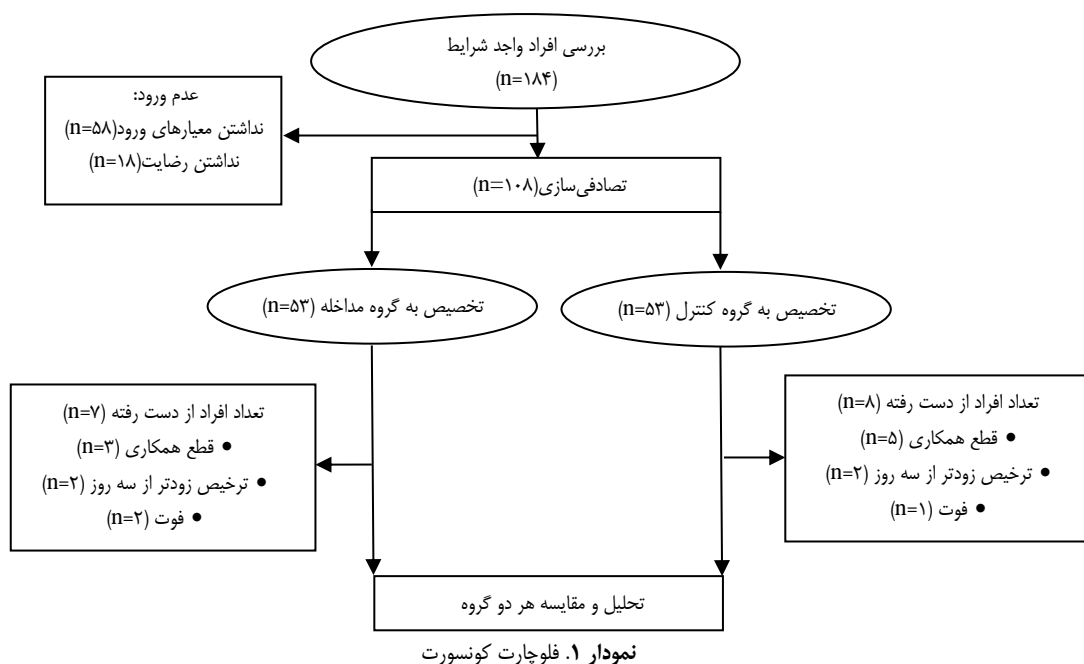 بررسی افراد واجد شرایط
(n=۱۸۴)
عدم ورود:
نداشتن معیارهای ورود(n=۵۸)
نداشتن رضایت(n=۱۸)
تصادفی‌سازی(n=۱۰۸)
تخصیص به گروه کنترل (n=۵۳)
تخصیص به گروه مداخله (n=۵۳)
تعداد افراد از دست رفته (n=۸)
• قطع همکاری (n=۵)
• ترخیص زودتر از سه روز (n=۲)
• فوت (n=۱)
تعداد افراد از دست رفته (n=۷)
• قطع همکاری (n=۳)
• ترخیص زودتر از سه روز (n=۲)
• فوت (n=۲)
تحلیل و مقایسه هر دو گروه
نمودار ۱. فلوچارت کونسورت